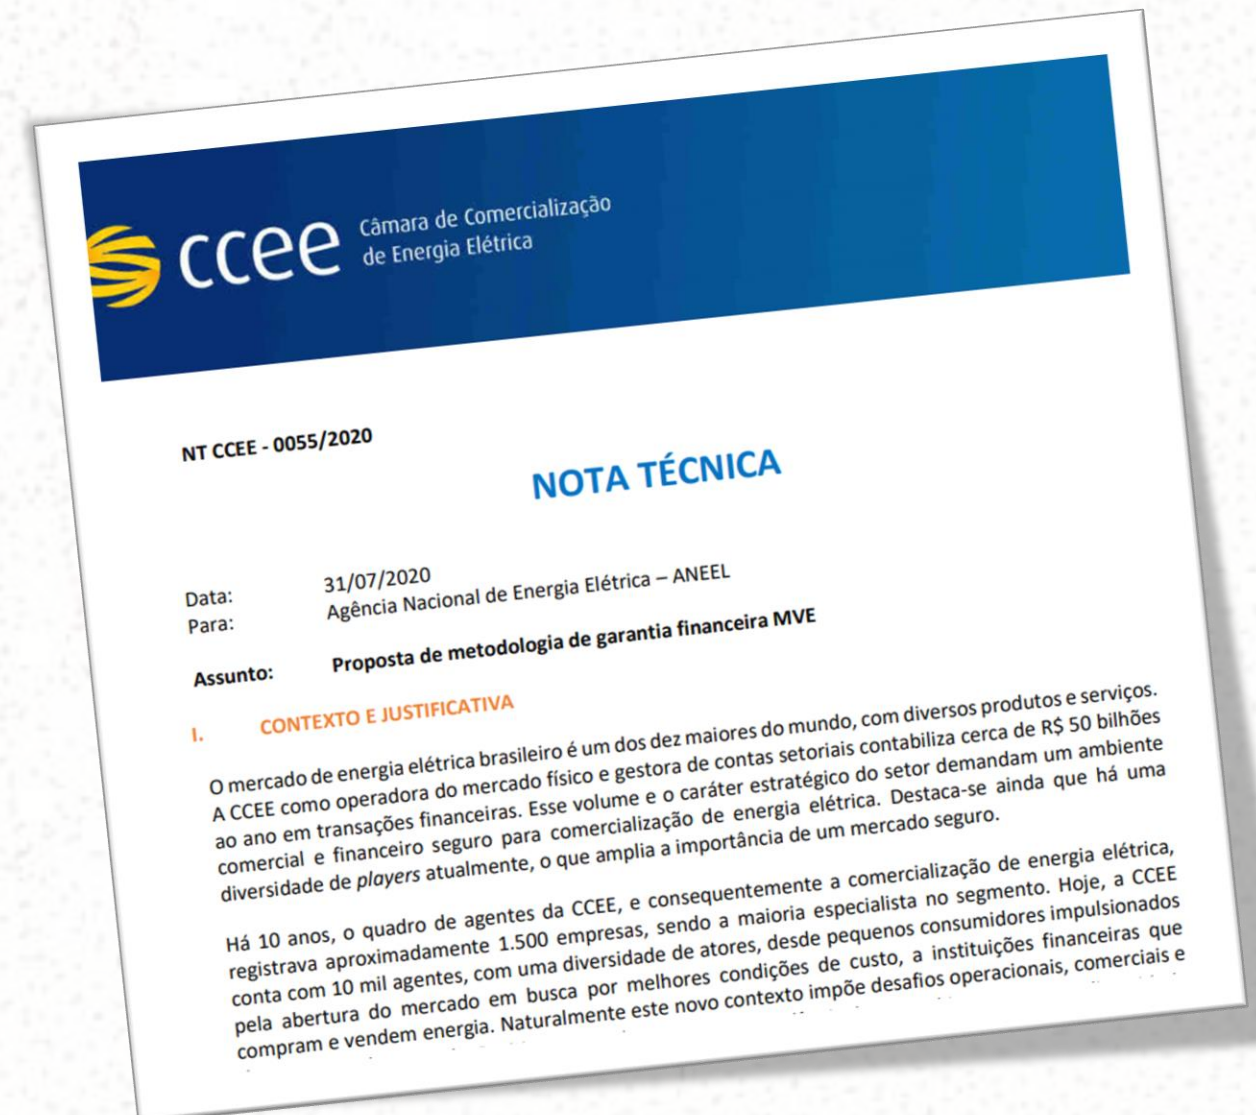 ccee
Câmara de Comercialização
de Energia Elétrica
NT CCEE - 0055/2020
NOTA TÉCNICA
Data: 31/07/2020
Para: Agência Nacional de Energia Elétrica – ANEEL
Assunto: Proposta de metodologia de garantia financeira MVE
I. CONTEXTO E JUSTIFICATIVA
O mercado de energia elétrica brasileiro é um dos dez maiores do mundo, com diversos produtos e serviços.
A CCEE como operadora do mercado físico e gestora de contas setoriais contabiliza cerca de R$ 50 bilhões
ao ano em transações financeiras. Esse volume e o caráter estratégico do setor demandam um ambiente
comercial e financeiro seguro para comercialização de energia elétrica. Destaca-se ainda que há uma
diversidade de players atualmente, o que amplia a importância de um mercado seguro.
Há 10 anos, o quadro de agentes da CCEE, e consequentemente a comercialização de energia elétrica,
registrava aproximadamente 1.500 empresas, sendo a maioria especialista no segmento. Hoje, a CCEE
conta com 10 mil agentes, com uma diversidade de atores, desde pequenos consumidores impulsionados
pela abertura do mercado em busca por melhores condições de custo, a instituições financeiras que
compram e vendem energia. Naturalmente este novo contexto impõe desafios operacionais, comerciais e